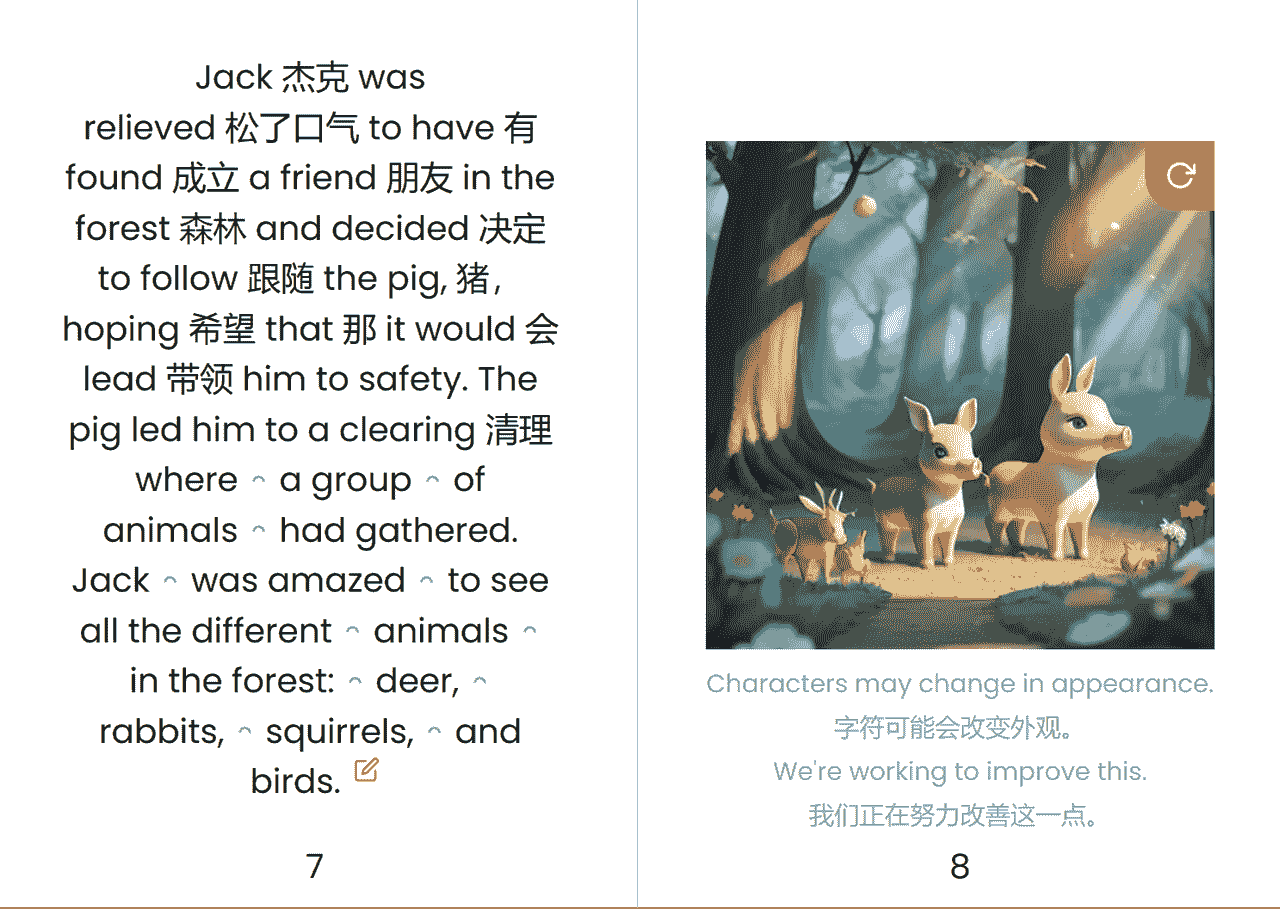 Jack 杰克 was
relieved 松了口气 to have 有
found 成立 a friend 朋友 in the
forest 森林 and decided 决定
to follow 跟随 the pig, 猪，
hoping 希望 that 那 it would 会
lead 带领 him to safety. The
pig led him to a clearing 清理
where a group of
animals had gathered.
Jack was amazed to see
all the different animals
in the forest: deer,
rabbits, squirrels, and
birds.
7
Characters may change in appearance.
字符可能会改变外观。
We're working to improve this.
我们正在努力改善这一点。
8